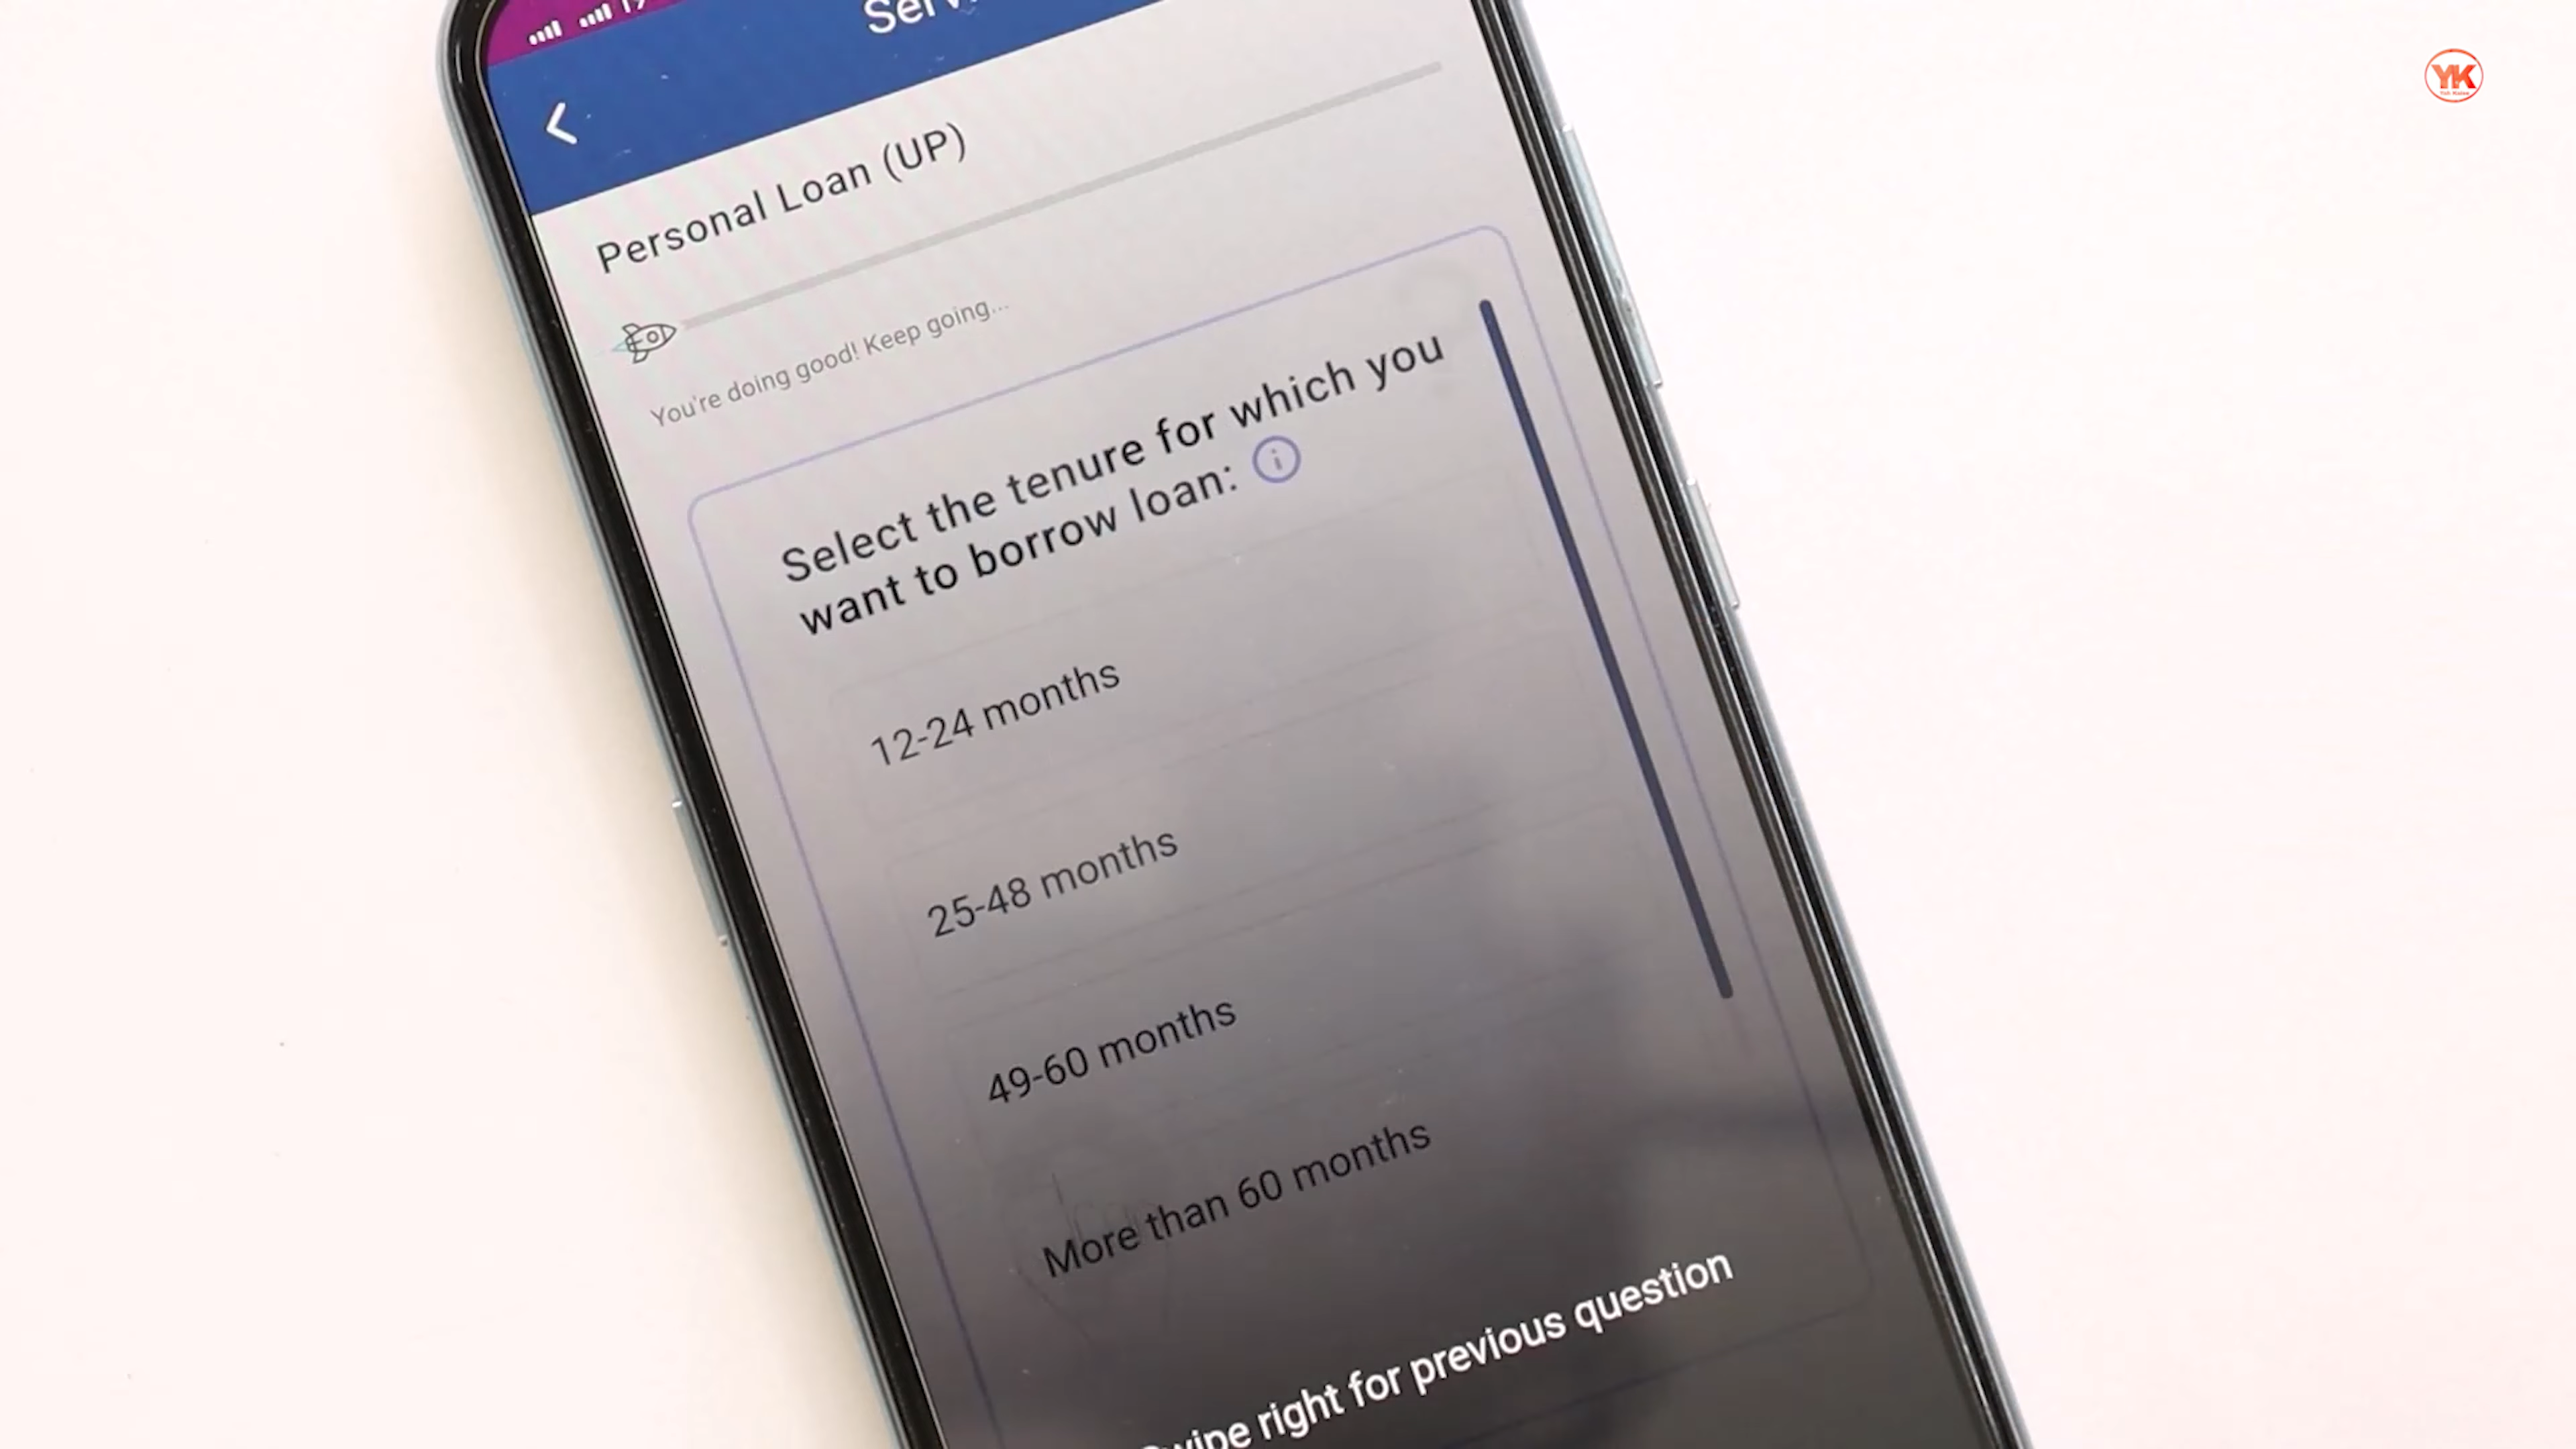 YK
Personal Loan (UP)
You're doing good! Keep going...
Select the tenure for which you
want to borrow loan:
12-24 months
25-48 months
49-60 months
More than 60 months
right for previous question